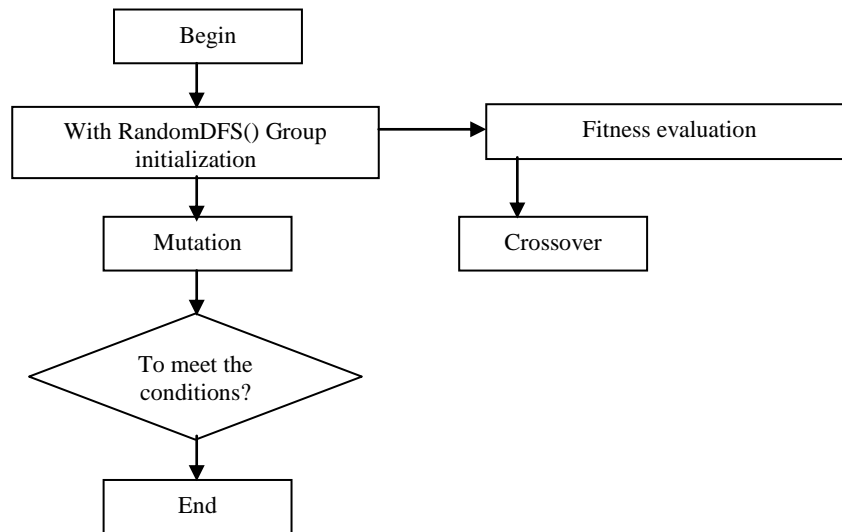 Begin
With RandomDFS() Group
initialization
Fitness evaluation
Mutation
Crossover
To meet the
conditions?
End